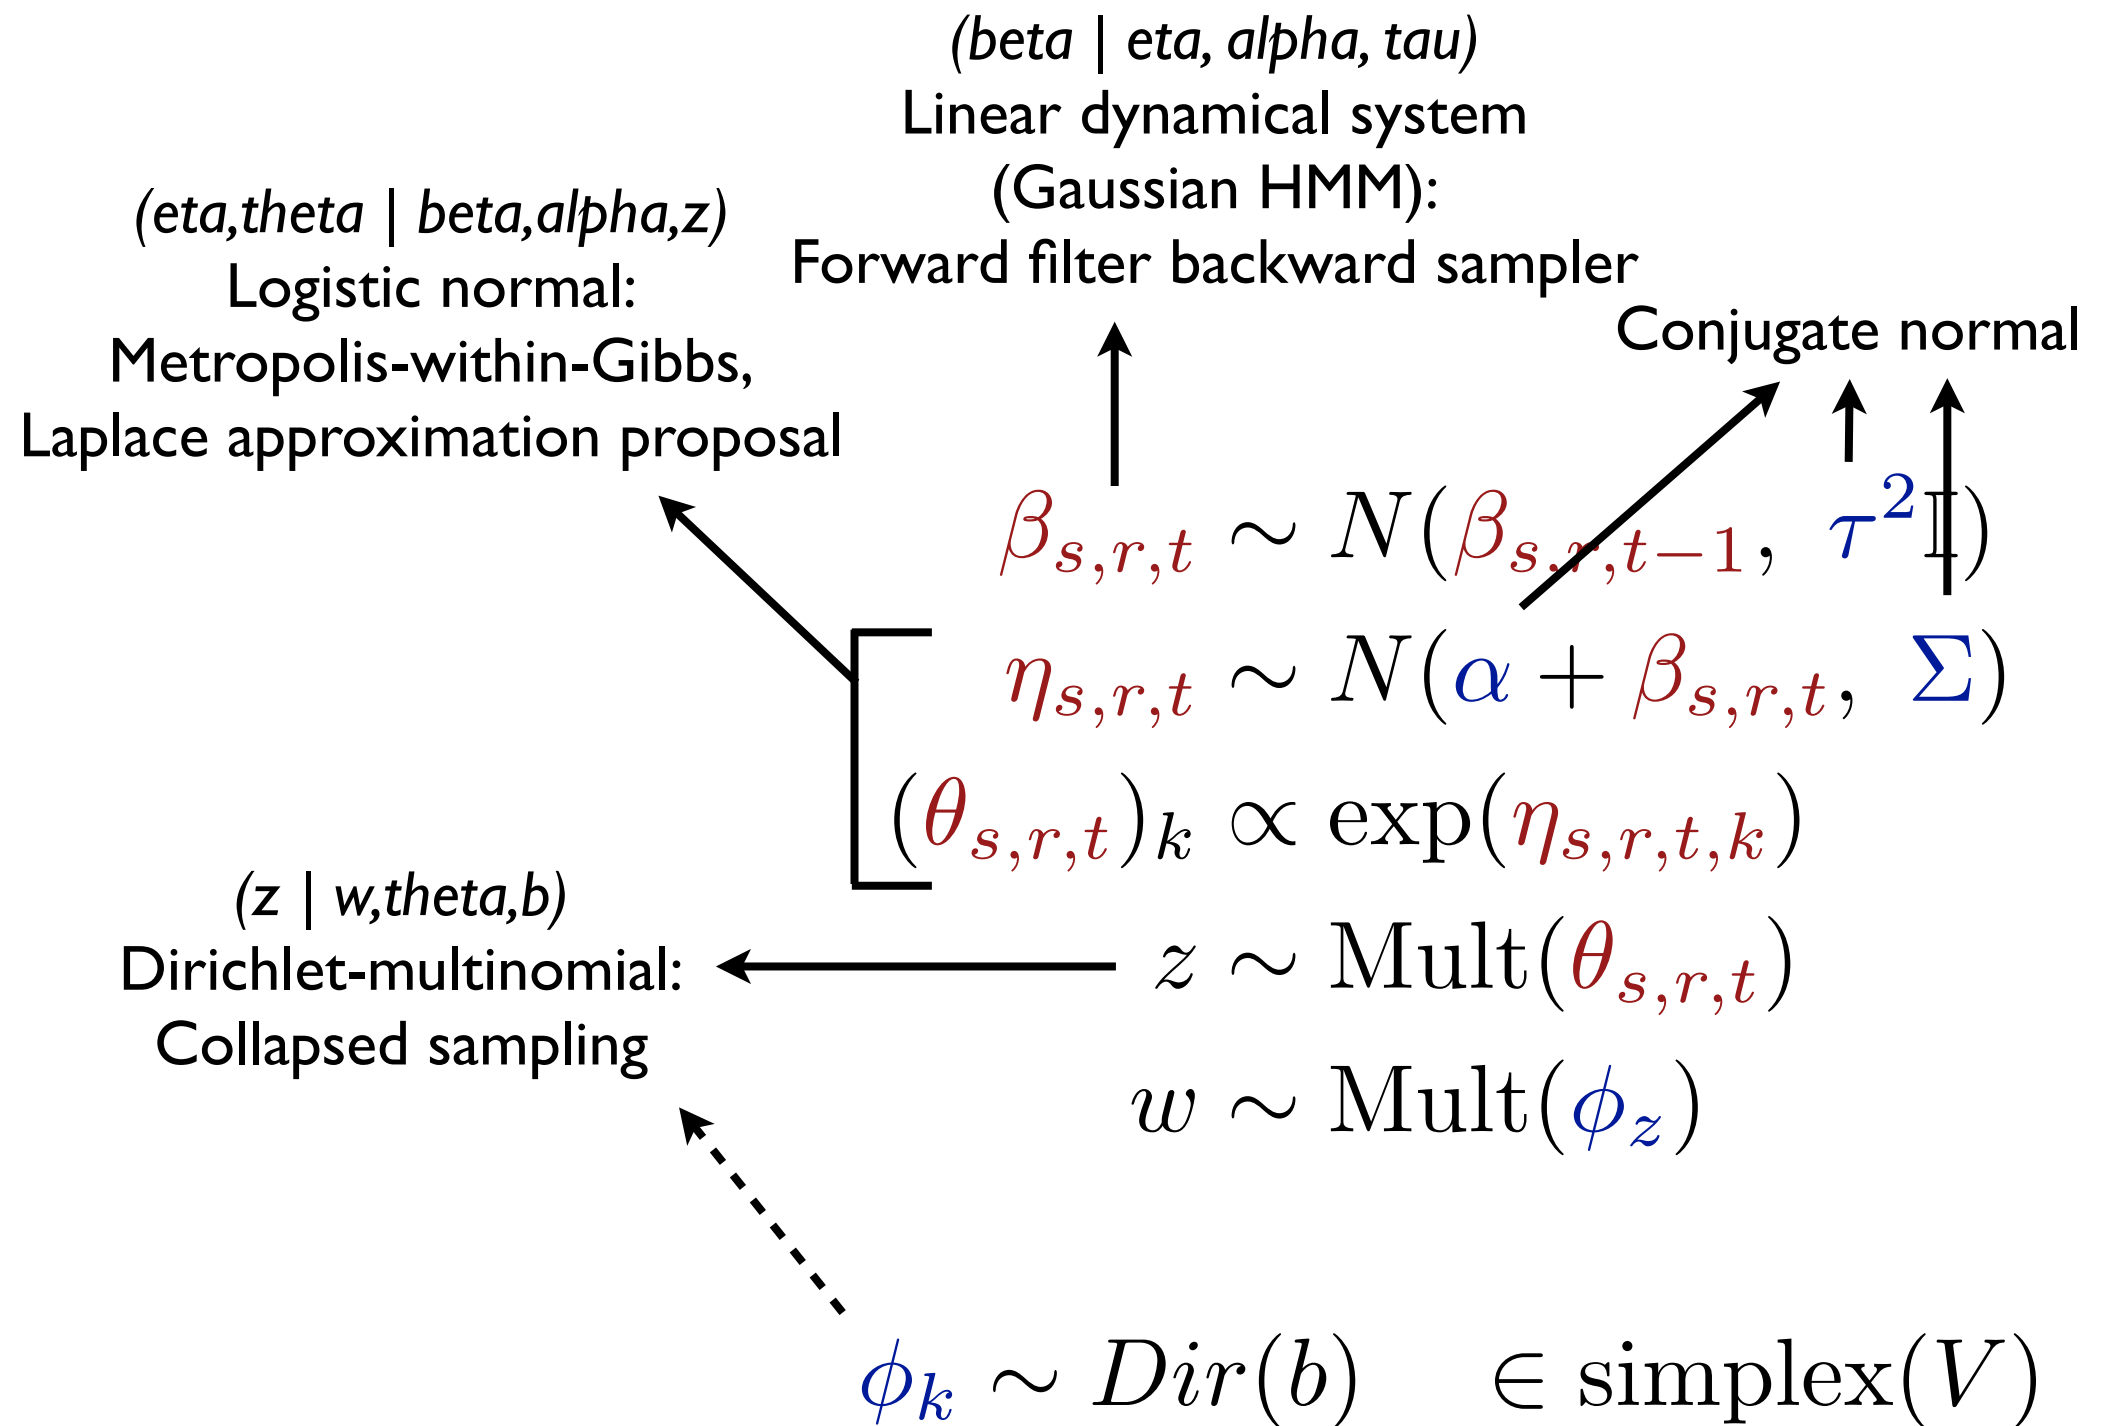 (beta | eta, alpha, tau)
Linear dynamical system
(Gaussian HMM):
Forward filter backward sampler
(eta,theta | beta,alpha,z)
Logistic normal:
Metropolis-within-Gibbs,
Laplace approximation proposal
Conjugate normal
β_{s,r,t} ∼ N(β_{s,r,t−1}, τ²𝕀)
η_{s,r,t} ∼ N(α + β_{s,r,t}, Σ)
(θ_{s,r,t})_k ∝ exp(η_{s,r,t,k})
(z | w,theta,b)
Dirichlet-multinomial:
Collapsed sampling
z ∼ Mult(θ_{s,r,t})
w ∼ Mult(ϕ_z)
ϕ_k ∼ Dir(b) ∈ simplex(V)